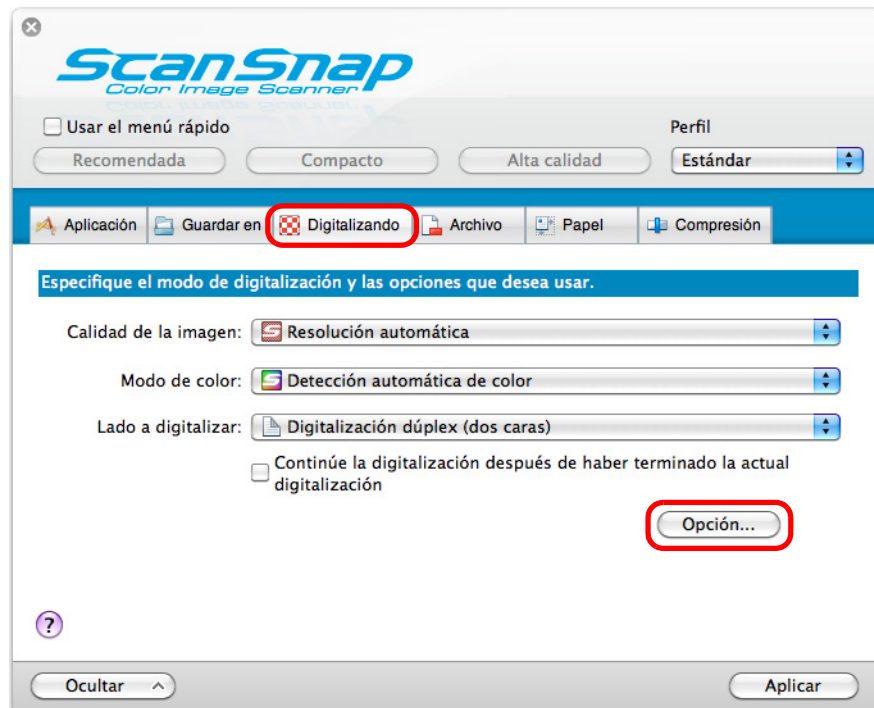 ScanSnap
Color Image Scanner
Usar el menú rápido
Perfil
Recomendada
Compacto
Alta calidad
Estándar
Aplicación
Guardar en
Digitalizando
Archivo
Papel
Compresión
Especifique el modo de digitalización y las opciones que desea usar.
Calidad de la imagen: Resolución automática
Modo de color: Detección automática de color
Lado a digitalizar: Digitalización dúplex (dos caras)
Continúe la digitalización después de haber terminado la actual
digitalización
Opción...
?
Ocultar
Aplicar